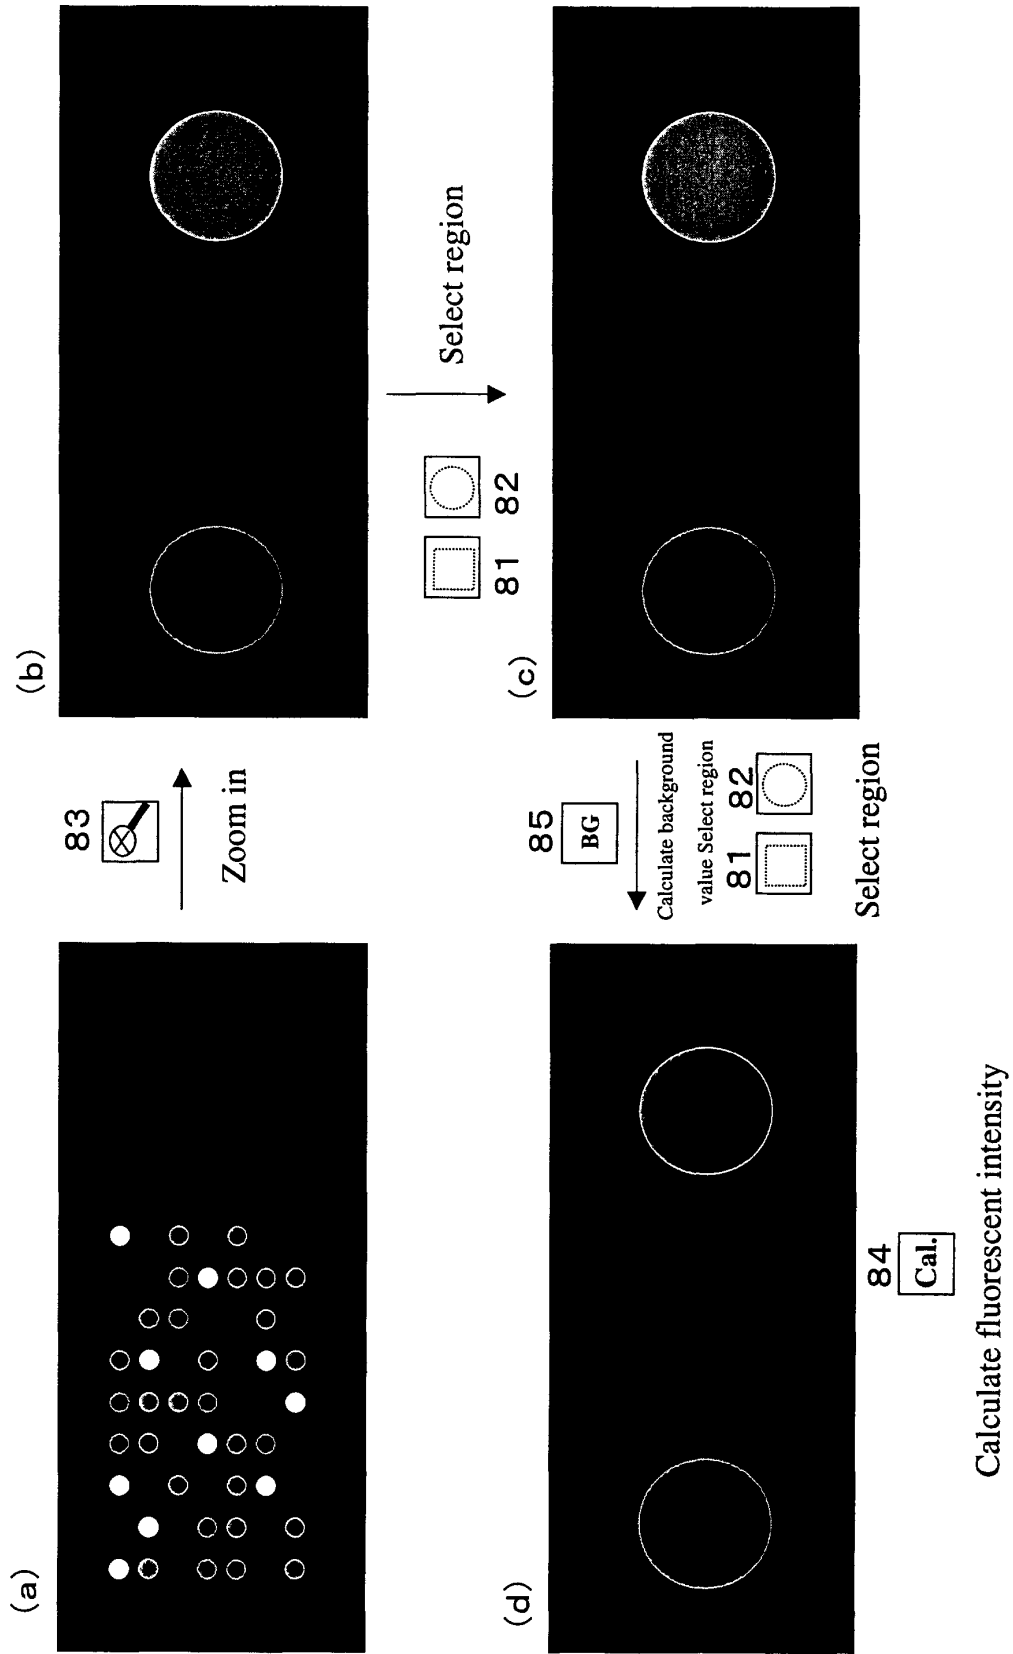 (a)
83
Zoom in
(b)
81
82
Select region
(c)
85
BG
Calculate background
value Select region
81
82
Select region
(d)
84
Cal.
Calculate fluorescent intensity